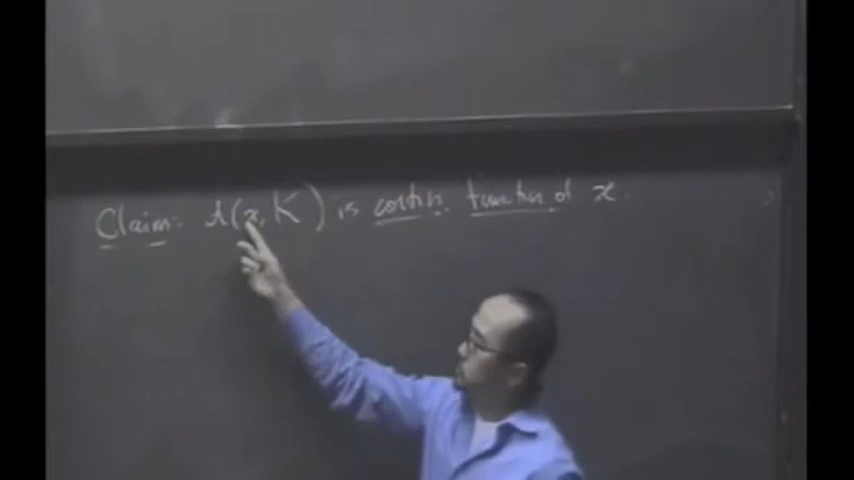 Claim: d(x, K) is contin. function of x.